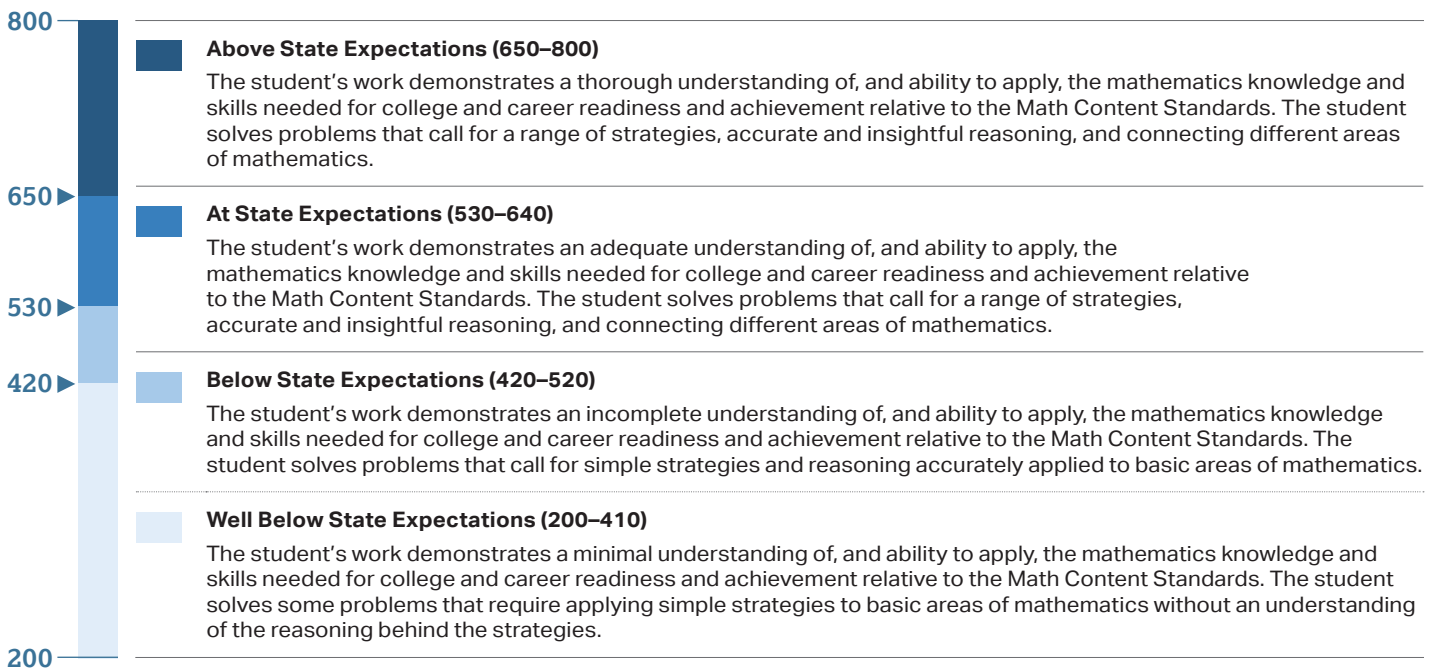 800
Above State Expectations (650–800)
The student’s work demonstrates a thorough understanding of, and ability to apply, the mathematics knowledge and
skills needed for college and career readiness and achievement relative to the Math Content Standards. The student
solves problems that call for a range of strategies, accurate and insightful reasoning, and connecting different areas
of mathematics.
650
At State Expectations (530–640)
The student’s work demonstrates an adequate understanding of, and ability to apply, the
mathematics knowledge and skills needed for college and career readiness and achievement relative
to the Math Content Standards. The student solves problems that call for a range of strategies,
accurate and insightful reasoning, and connecting different areas of mathematics.
530
Below State Expectations (420–520)
The student’s work demonstrates an incomplete understanding of, and ability to apply, the mathematics knowledge
and skills needed for college and career readiness and achievement relative to the Math Content Standards. The
student solves problems that call for simple strategies and reasoning accurately applied to basic areas of mathematics.
420
Well Below State Expectations (200–410)
The student’s work demonstrates a minimal understanding of, and ability to apply, the mathematics knowledge and
skills needed for college and career readiness and achievement relative to the Math Content Standards. The student
solves some problems that require applying simple strategies to basic areas of mathematics without an understanding
of the reasoning behind the strategies.
200